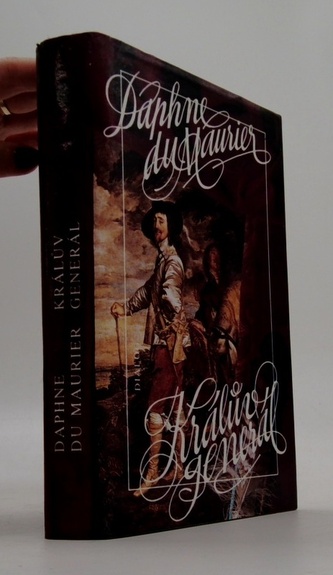 Daphne
du Maurier
Králův
generál
DAPHNE KRÁLŮV
DU MAURIER GENERÁL